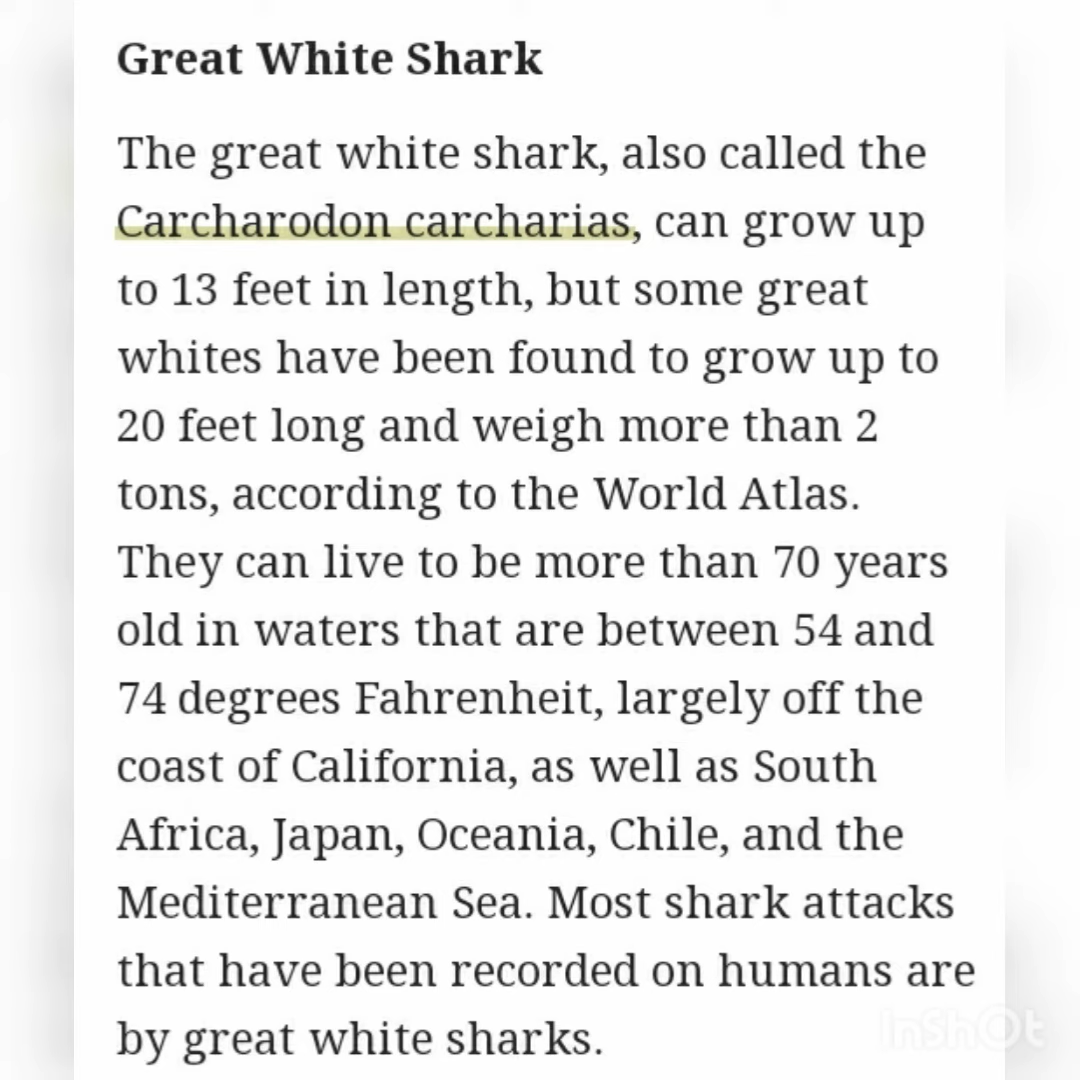 Great White Shark
The great white shark, also called the
Carcharodon carcharias, can grow up
to 13 feet in length, but some great
whites have been found to grow up to
20 feet long and weigh more than 2
tons, according to the World Atlas.
They can live to be more than 70 years
old in waters that are between 54 and
74 degrees Fahrenheit, largely off the
coast of California, as well as South
Africa, Japan, Oceania, Chile, and the
Mediterranean Sea. Most shark attacks
that have been recorded on humans are
by great white sharks.
InShOt